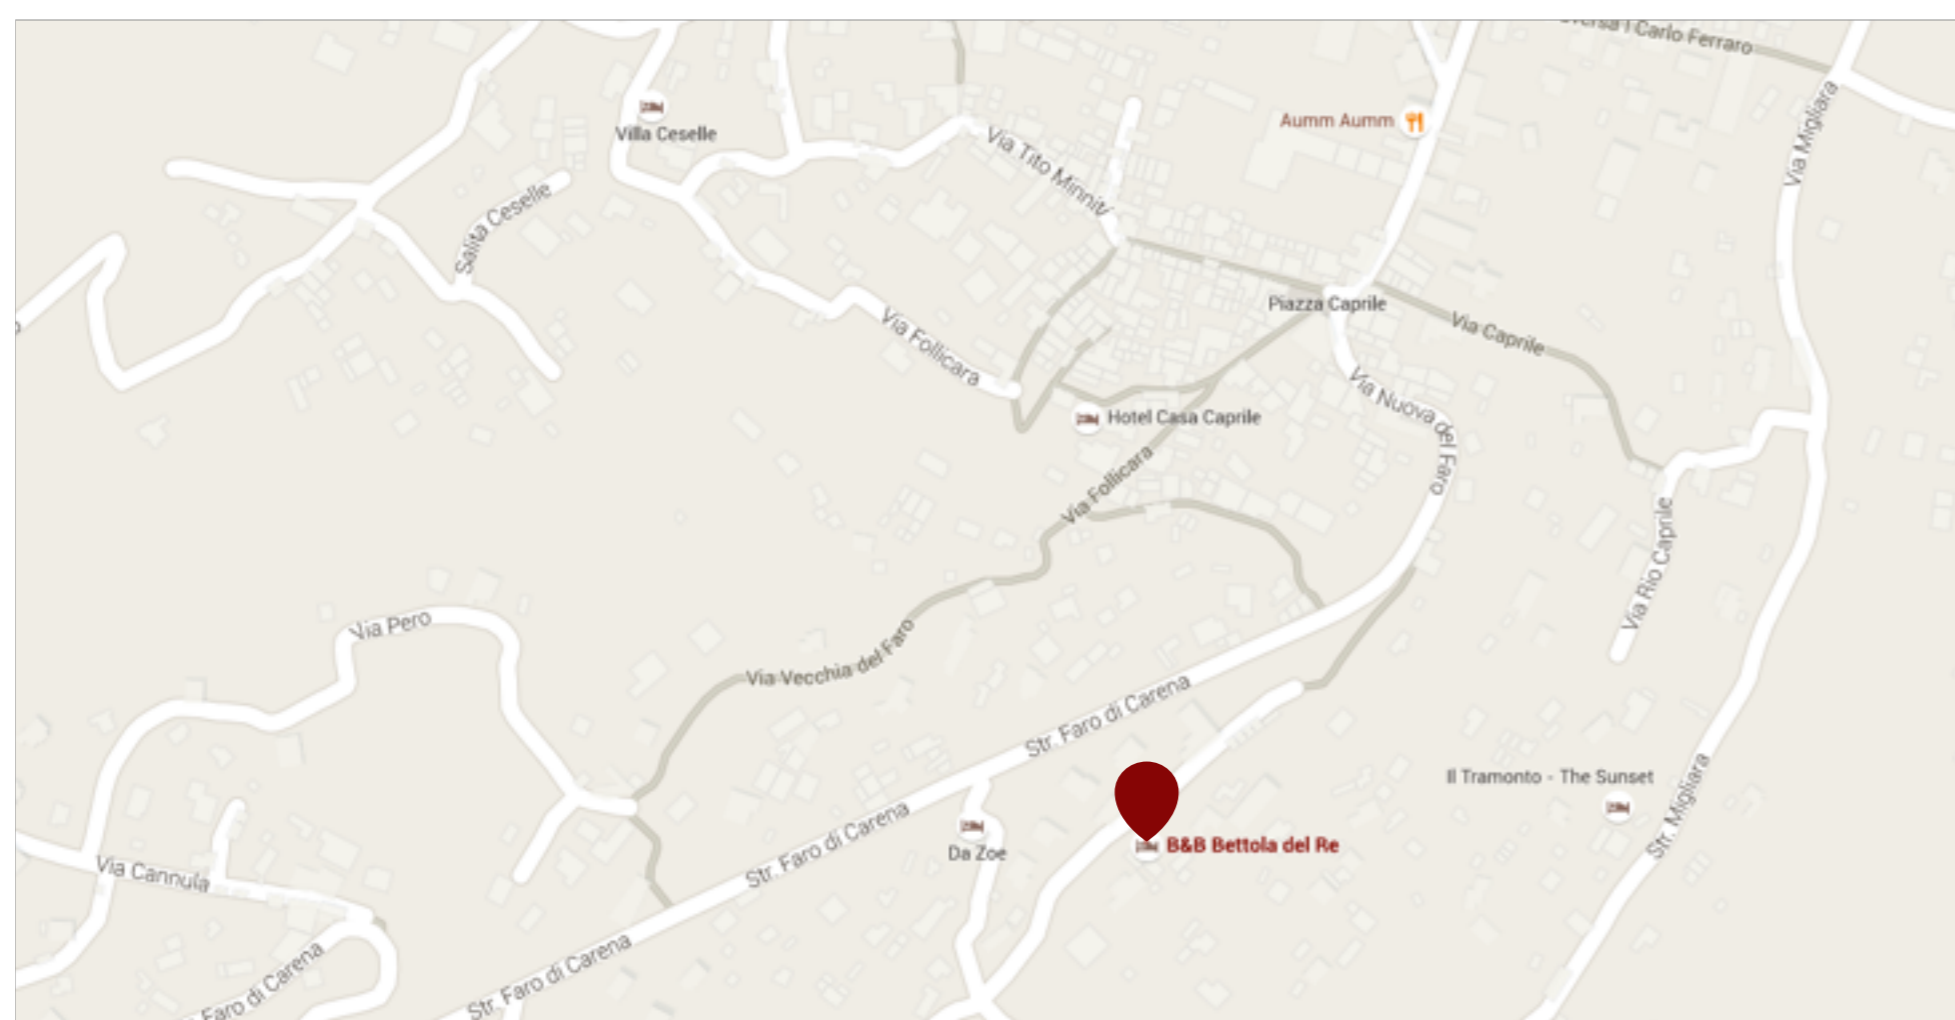 Carlo Ferraro
Aumm Aumm
Villa Ceselle
Via Tito Minniti
Via Migliara
Salita Ceselle
Piazza Caprile
Via Caprile
Via Follicara
Via Nuova del Faro
Hotel Casa Caprile
Via Follicara
Via Rio Caprile
Via Pero
Via Vecchia del Faro
Str. Faro di Carena
Il Tramonto - The Sunset
Str. Migliara
Str. Faro di Carena
Da Zoe
B&B Bettola del Re
Via Cannula
Faro di Carena
Str. Faro di Carena